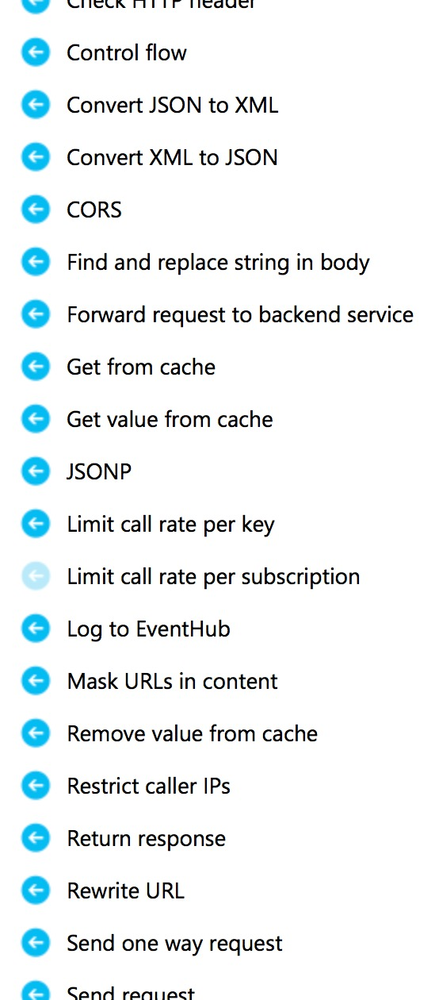 Check HTTP header
Control flow
Convert JSON to XML
Convert XML to JSON
CORS
Find and replace string in body
Forward request to backend service
Get from cache
Get value from cache
JSONP
Limit call rate per key
Limit call rate per subscription
Log to EventHub
Mask URLs in content
Remove value from cache
Restrict caller IPs
Return response
Rewrite URL
Send one way request
Send request